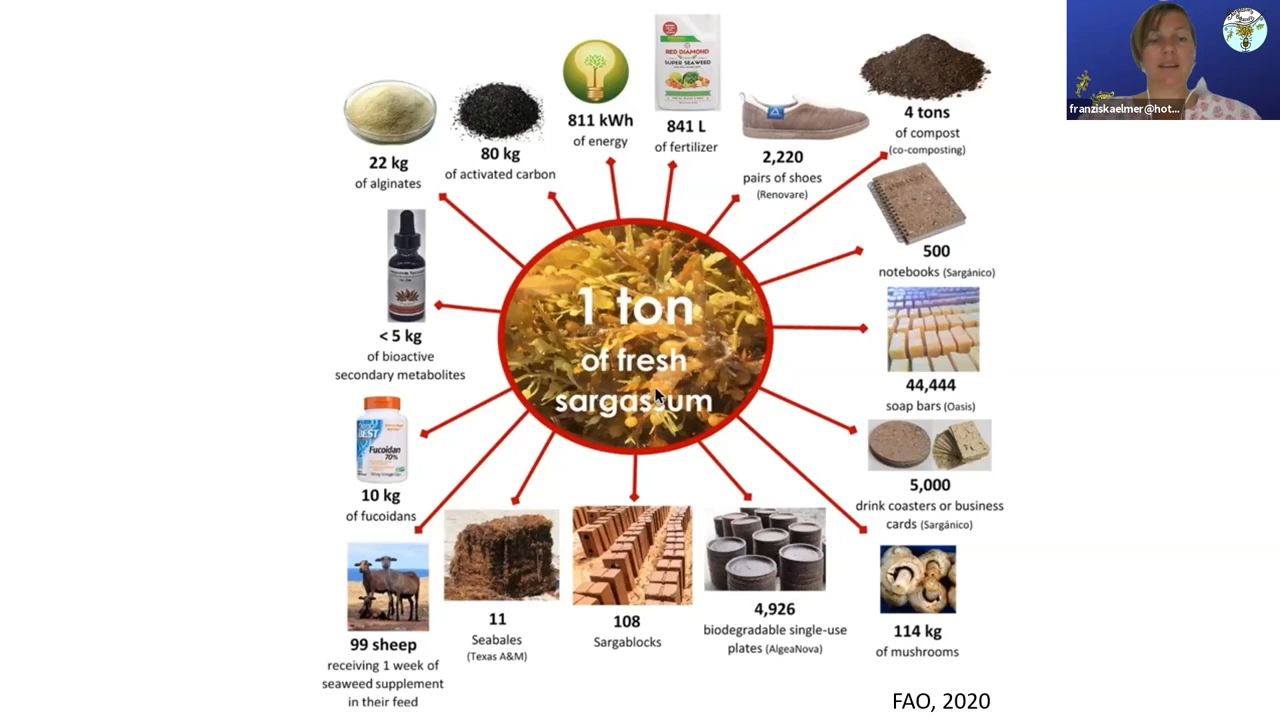 franziskaelmer@hot...
22 kg
of alginates
80 kg
of activated carbon
811 kWh
of energy
RED DIAMOND
SUPER SEAWEED
841 L
of fertilizer
2,220
pairs of shoes
(Renovare)
4 tons
of compost
(co-composting)
500
notebooks (Sargánico)
44,444
soap bars (Oasis)
5,000
drink coasters or business
cards (Sargánico)
114 kg
of mushrooms
4,926
biodegradable single-use
plates (AlgeaNova)
108
Sargablocks
11
Seabales
(Texas A&M)
99 sheep
receiving 1 week of
seaweed supplement
in their feed
BEST
Fucoidan
70%
10 kg
of fucoidans
< 5 kg
of bioactive
secondary metabolites
1 ton
of fresh
sargassum
FAO, 2020